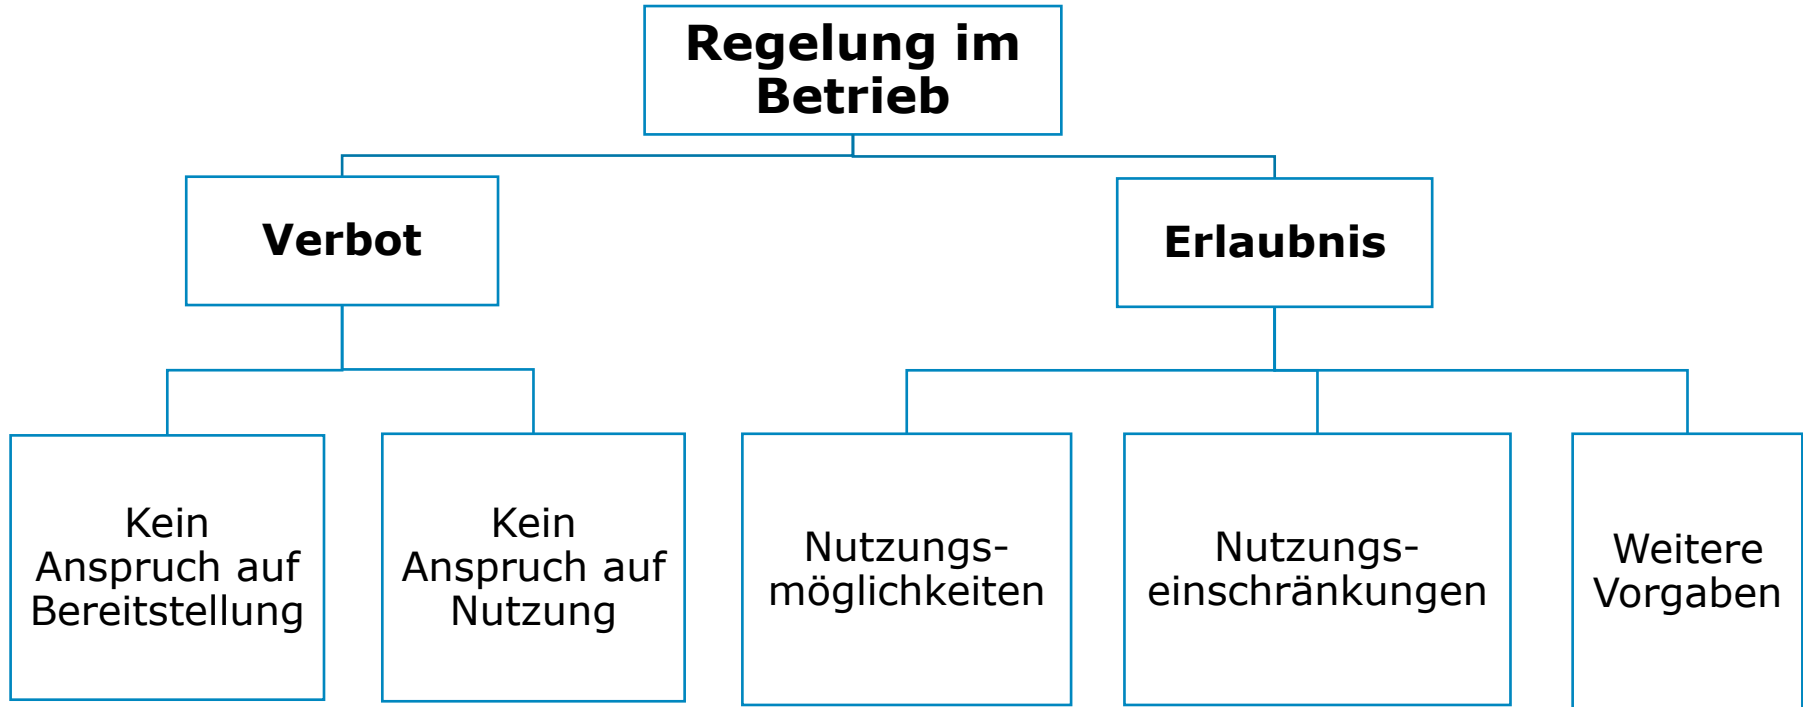 Regelung im
Betrieb
Verbot
Erlaubnis
Kein
Anspruch auf
Bereitstellung
Kein
Anspruch auf
Nutzung
Nutzungs-
möglichkeiten
Nutzungs-
einschränkungen
Weitere
Vorgaben